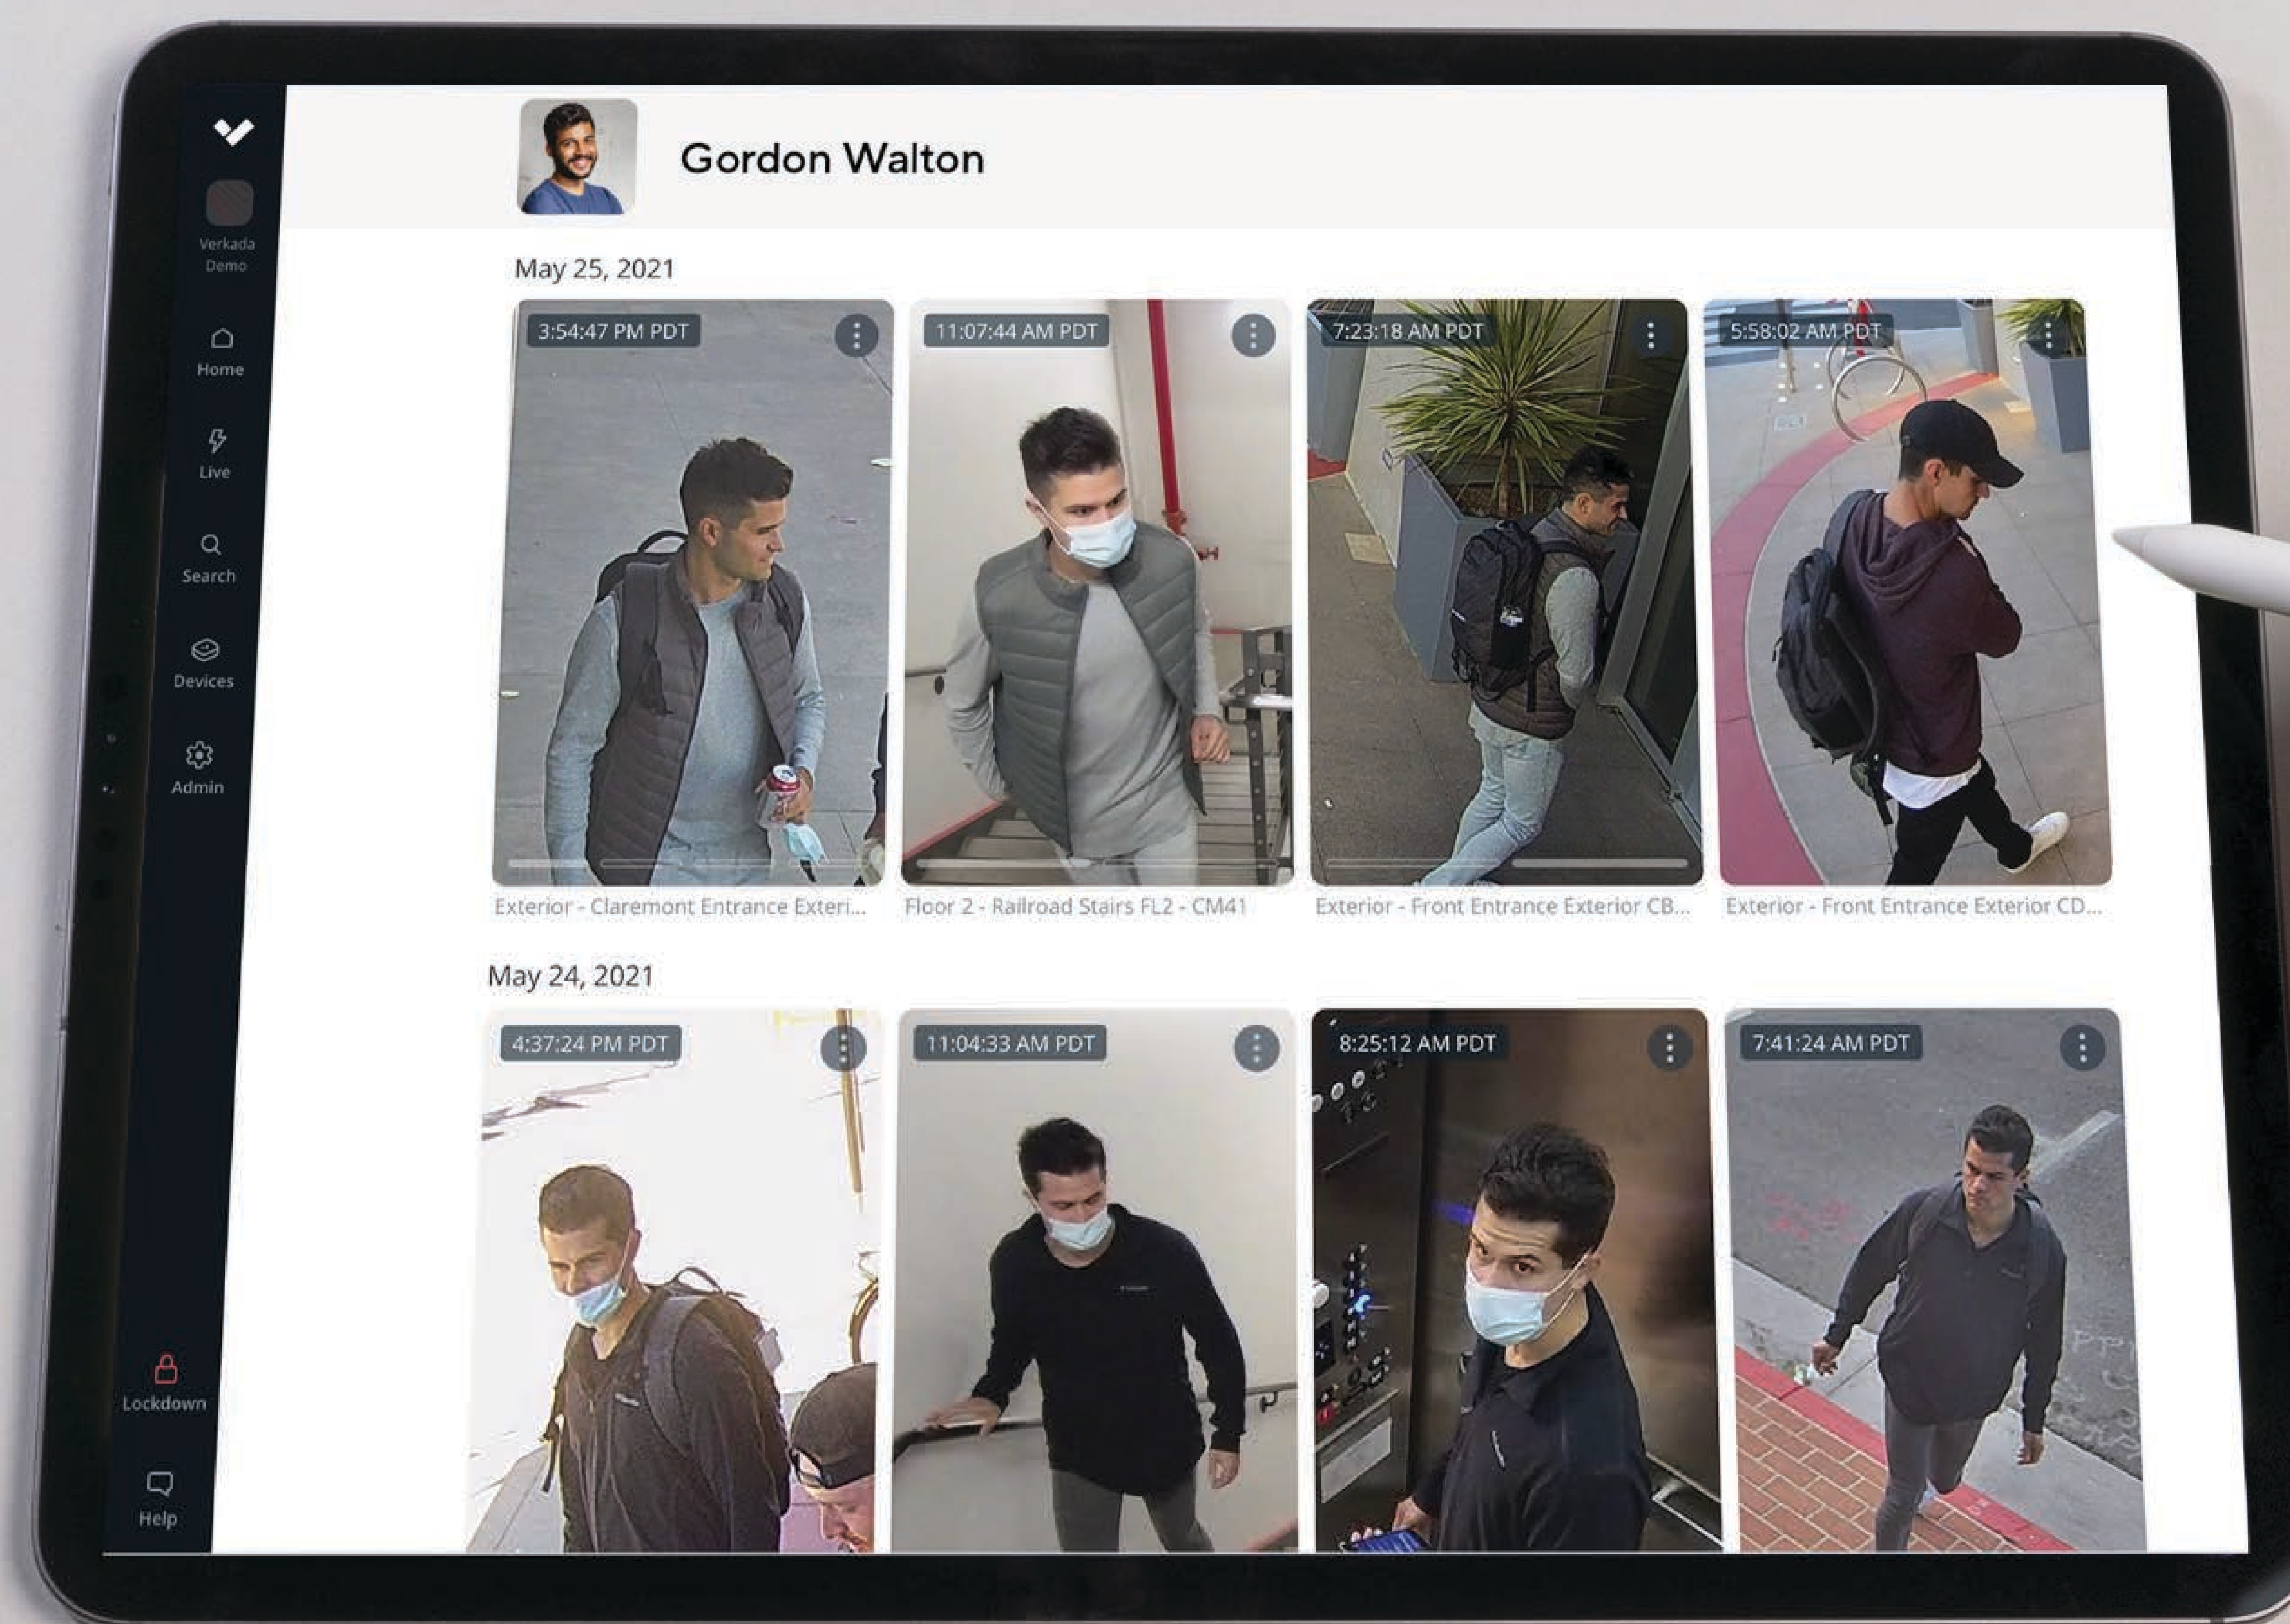 Gordon Walton
Verkada
Demo
Home
Live
Search
Devices
Admin
Lockdown
Help
May 25, 2021
3:54:47 PM PDT
11:07:44 AM PDT
7:23:18 AM PDT
5:58:02 AM PDT
Exterior - Claremont Entrance Exteri...
Floor 2 - Railroad Stairs FL2 - CM41
Exterior - Front Entrance Exterior CB...
Exterior - Front Entrance Exterior CD...
May 24, 2021
4:37:24 PM PDT
11:04:33 AM PDT
8:25:12 AM PDT
7:41:24 AM PDT